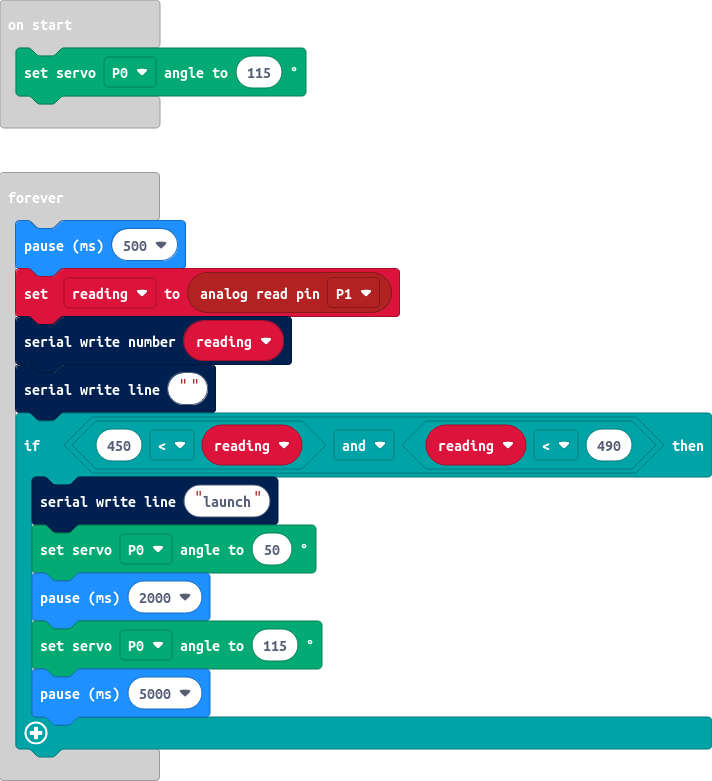 on start
set servo P0 angle to 115 °
forever
pause (ms) 500
set reading to analog read pin P1
serial write number reading
serial write line " "
if 450 < reading and reading < 490 then
serial write line "launch"
set servo P0 angle to 50 °
pause (ms) 2000
set servo P0 angle to 115 °
pause (ms) 5000